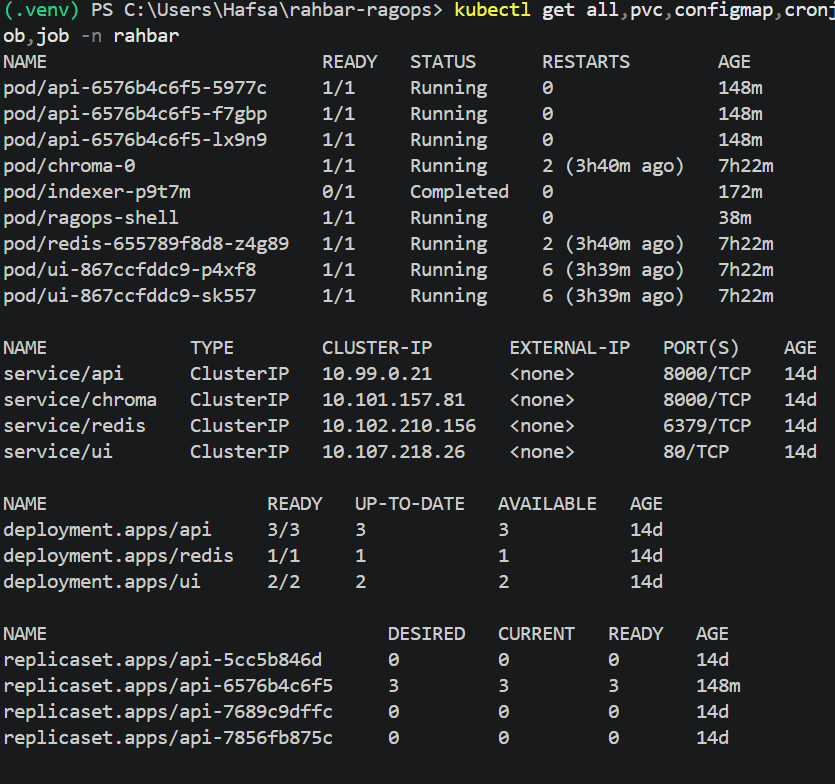 (.venv) PS C:\Users\Hafsa\rahbar-ragops> kubectl get all,pvc,configmap,cronj
ob,job -n rahbar
NAME                         READY   STATUS      RESTARTS        AGE
pod/api-6576b4c6f5-5977c     1/1     Running     0               148m
pod/api-6576b4c6f5-f7gbp     1/1     Running     0               148m
pod/api-6576b4c6f5-lx9n9     1/1     Running     0               148m
pod/chroma-0                 1/1     Running     2 (3h40m ago)   7h22m
pod/indexer-p9t7m            0/1     Completed   0               172m
pod/ragops-shell             1/1     Running     0               38m
pod/redis-655789f8d8-z4g89   1/1     Running     2 (3h40m ago)   7h22m
pod/ui-867ccfddc9-p4xf8      1/1     Running     6 (3h39m ago)   7h22m
pod/ui-867ccfddc9-sk557      1/1     Running     6 (3h39m ago)   7h22m

NAME             TYPE        CLUSTER-IP       EXTERNAL-IP   PORT(S)    AGE
service/api      ClusterIP   10.99.0.21       <none>        8000/TCP   14d
service/chroma   ClusterIP   10.101.157.81    <none>        8000/TCP   14d
service/redis    ClusterIP   10.102.210.156   <none>        6379/TCP   14d
service/ui       ClusterIP   10.107.218.26    <none>        80/TCP     14d

NAME                    READY   UP-TO-DATE   AVAILABLE   AGE
deployment.apps/api     3/3     3            3           14d
deployment.apps/redis   1/1     1            1           14d
deployment.apps/ui      2/2     2            2           14d

NAME                               DESIRED   CURRENT   READY   AGE
replicaset.apps/api-5cc5b846d      0         0         0       14d
replicaset.apps/api-6576b4c6f5     3         3         3       148m
replicaset.apps/api-7689c9dffc     0         0         0       14d
replicaset.apps/api-7856fb875c     0         0         0       14d